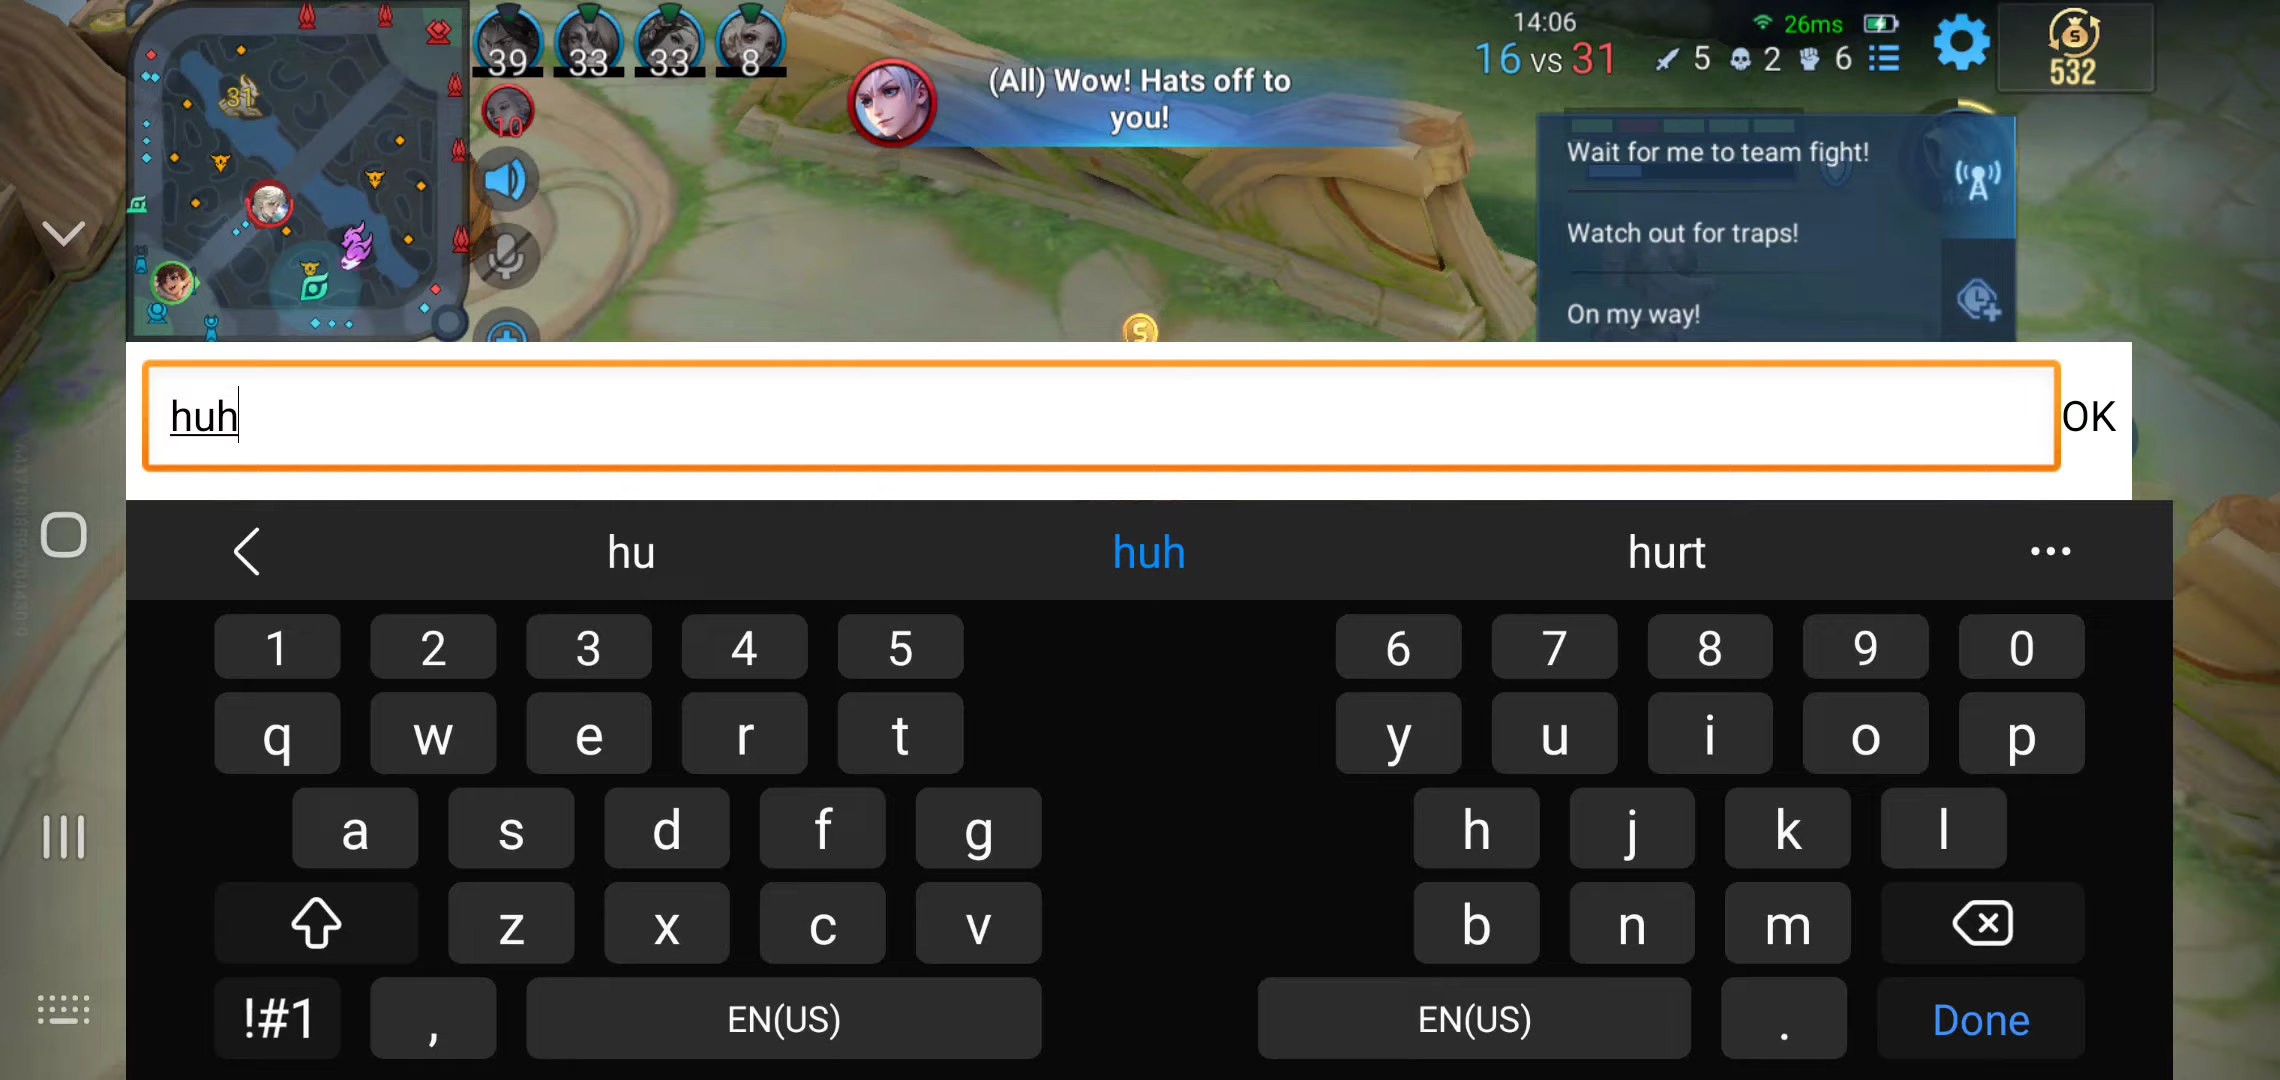 39 33 33 8
10
31
(All) Wow! Hats off to
you!
14:06 26ms
16 vs 31 5 2 6
532
Wait for me to team fight!
Watch out for traps!
On my way!
huh
OK
hu huh hurt
1 2 3 4 5 6 7 8 9 0
q w e r t y u i o p
a s d f g h j k l
z x c v b n m
!#1 , EN(US) EN(US) . Done